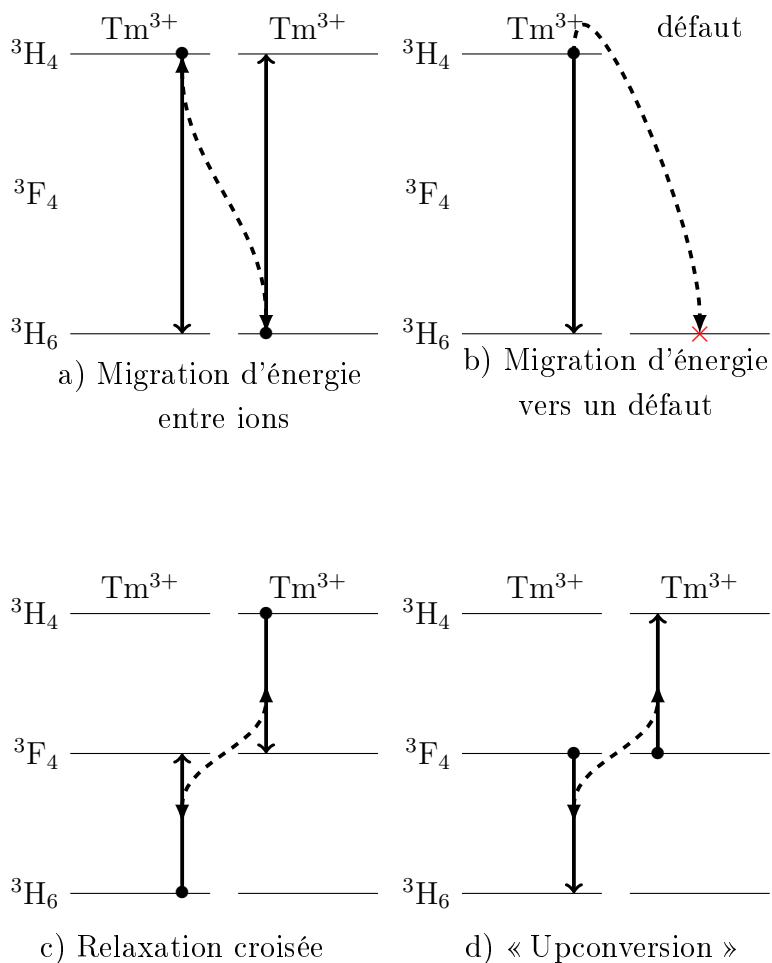 Tm³⁺ Tm³⁺
³H₄
³F₄
³H₆
a) Migration d'énergie
entre ions
Tm³⁺ défaut
³H₄
³F₄
³H₆
b) Migration d'énergie
vers un défaut
Tm³⁺ Tm³⁺
³H₄
³F₄
³H₆
c) Relaxation croisée
Tm³⁺ Tm³⁺
³H₄
³F₄
³H₆
d) « Upconversion »